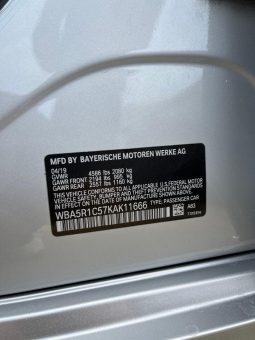 MFD BY BAYERISCHE MOTOREN WERKE AG
04/19
GVWR 4586 lbs 2080 kg
GAWR FRONT 2194 lbs 995 kg
GAWR REAR 2557 lbs 1160 kg
THIS VEHICLE CONFORMS TO ALL APPLICABLE U.S. FEDERAL MOTOR
VEHICLE SAFETY, BUMPER, AND THEFT PREVENTION STANDARDS
IN EFFECT ON THE DATE OF MANUFACTURE SHOWN ABOVE.
WBA5R1C57KAK11666 TYPE: PASSENGER CAR
A83